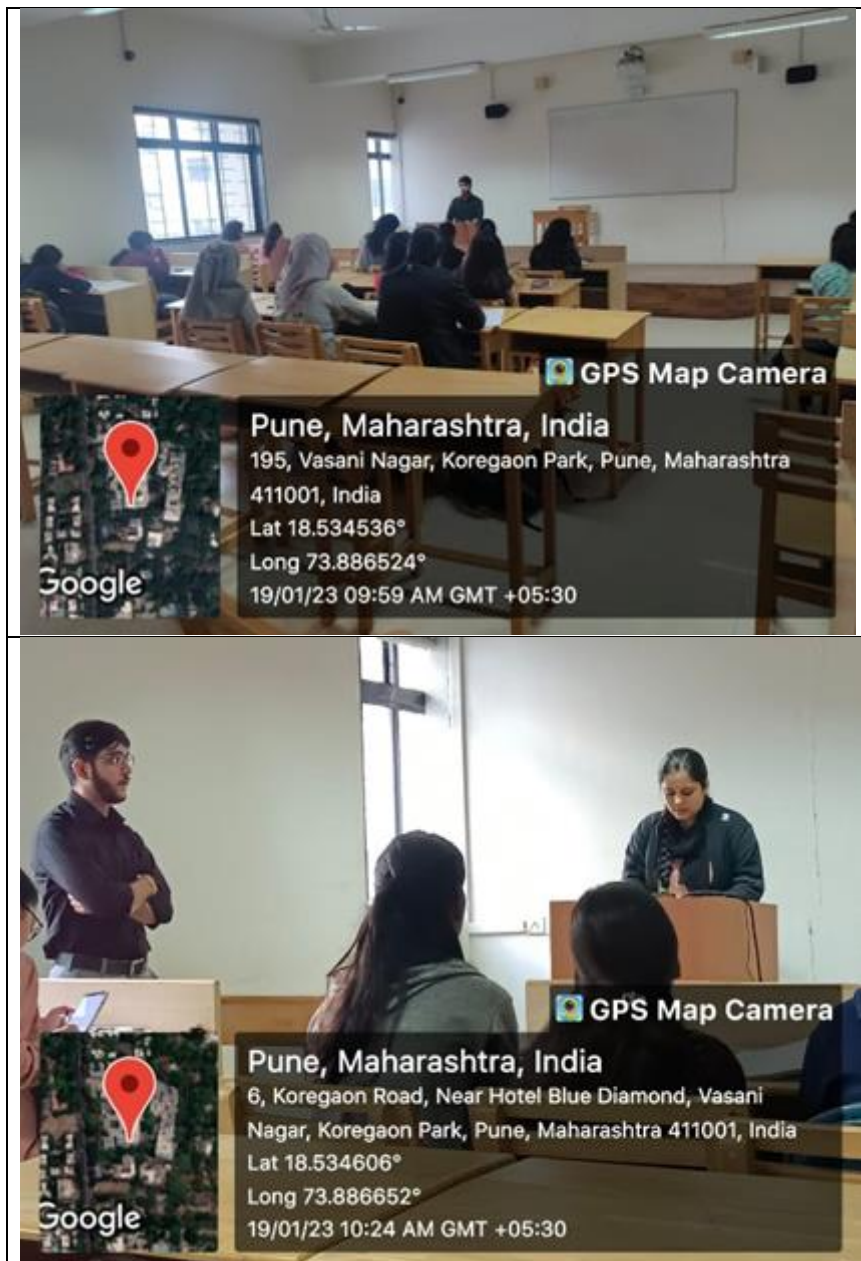 GPS Map Camera
Pune, Maharashtra, India
195, Vasani Nagar, Koregaon Park, Pune, Maharashtra
411001, India
Lat 18.534536°
Long 73.886524°
19/01/23 09:59 AM GMT +05:30
Google
GPS Map Camera
Pune, Maharashtra, India
6, Koregaon Road, Near Hotel Blue Diamond, Vasani
Nagar, Koregaon Park, Pune, Maharashtra 411001, India
Lat 18.534606°
Long 73.886652°
19/01/23 10:24 AM GMT +05:30
Google